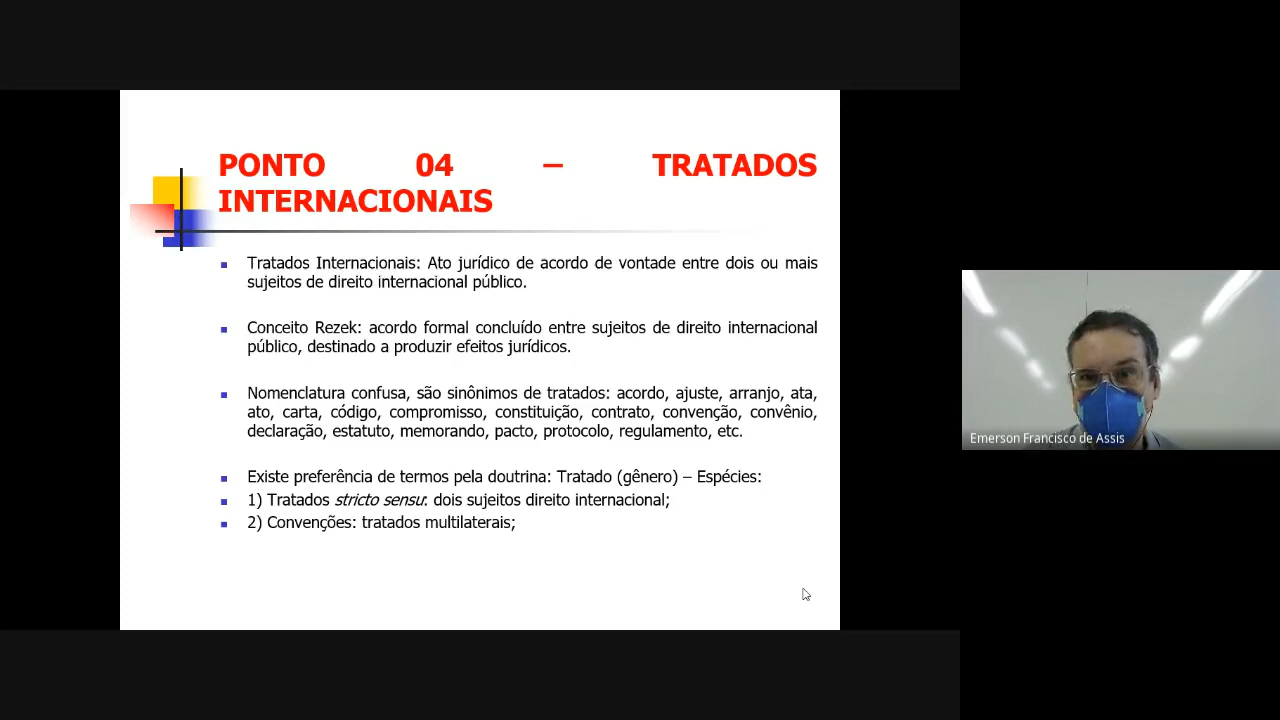 PONTO 04 – TRATADOS
INTERNACIONAIS
Tratados Internacionais: Ato jurídico de acordo de vontade entre dois ou mais
sujeitos de direito internacional público.
Conceito Rezek: acordo formal concluído entre sujeitos de direito internacional
público, destinado a produzir efeitos jurídicos.
Nomenclatura confusa, são sinônimos de tratados: acordo, ajuste, arranjo, ata,
ato, carta, código, compromisso, constituição, contrato, convenção, convênio,
declaração, estatuto, memorando, pacto, protocolo, regulamento, etc.
Existe preferência de termos pela doutrina: Tratado (gênero) – Espécies:
1) Tratados stricto sensu: dois sujeitos direito internacional;
2) Convenções: tratados multilaterais;
Emerson Francisco de Assis